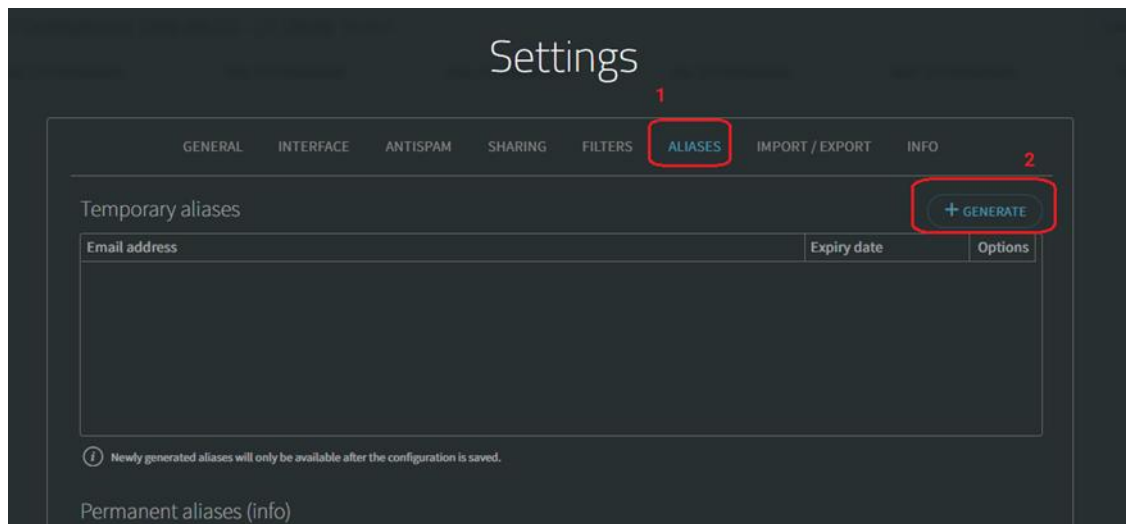 Settings
1
GENERAL INTERFACE ANTISPAM SHARING FILTERS ALIASES IMPORT / EXPORT INFO
2
Temporary aliases
+ GENERATE
Email address Expiry date Options
i Newly generated aliases will only be available after the configuration is saved.
Permanent aliases (info)